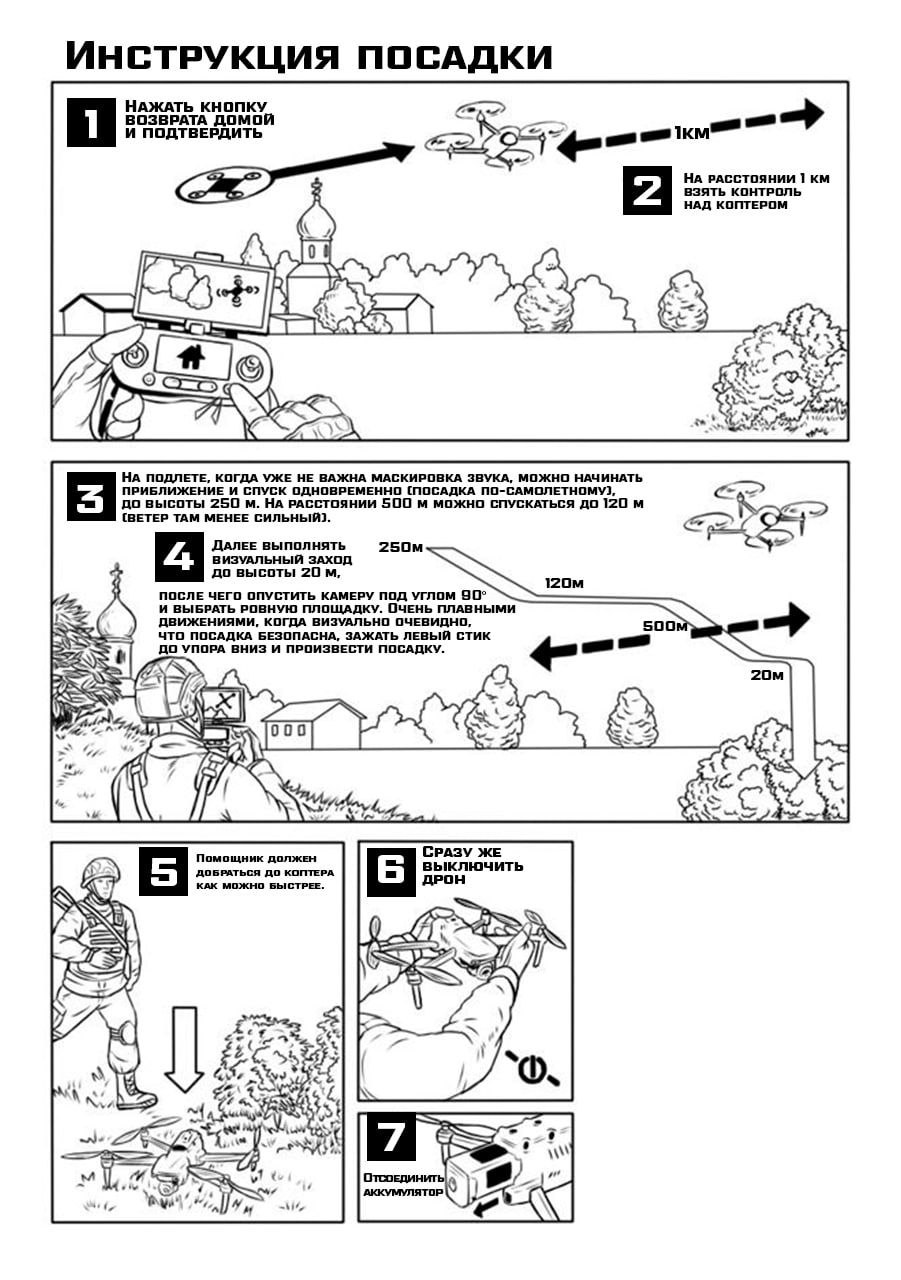 Инструкция посадки
1
Нажать кнопку
возврата домой
и подтвердить
1км
2
На расстоянии 1 км
взять контроль
над коптером
3
На подлете, когда уже не важна маскировка звука, можно начинать
приближение и спуск одновременно (посадка по-самолетному),
до высоты 250 м. На расстоянии 500 м можно спускаться до 120 м
(ветер там менее сильный).
4
Далее выполнять
визуальный заход
до высоты 20 м,
после чего опустить камеру под углом 90°
и выбрать ровную площадку. Очень плавными
движениями, когда визуально очевидно,
что посадка безопасна, зажать левый стик
до упора вниз и произвести посадку.
250м
120м
500м
20м
5
Помощник должен
добраться до коптера
как можно быстрее.
6
Сразу же
выключить
дрон
7
Отсоединить
аккумулятор